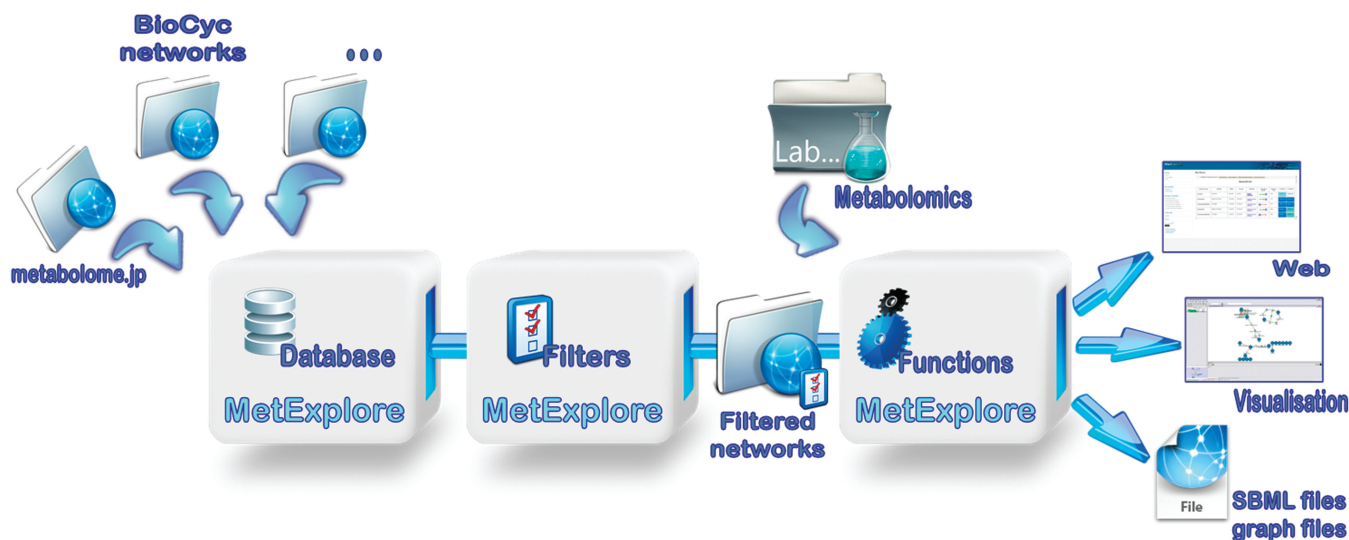 BioCyc
networks
...
metabolome.jp
Lab...
Metabolomics
Database
MetExplore
Filters
MetExplore
Filtered
networks
Functions
MetExplore
Web
Visualisation
File
SBML files
graph files